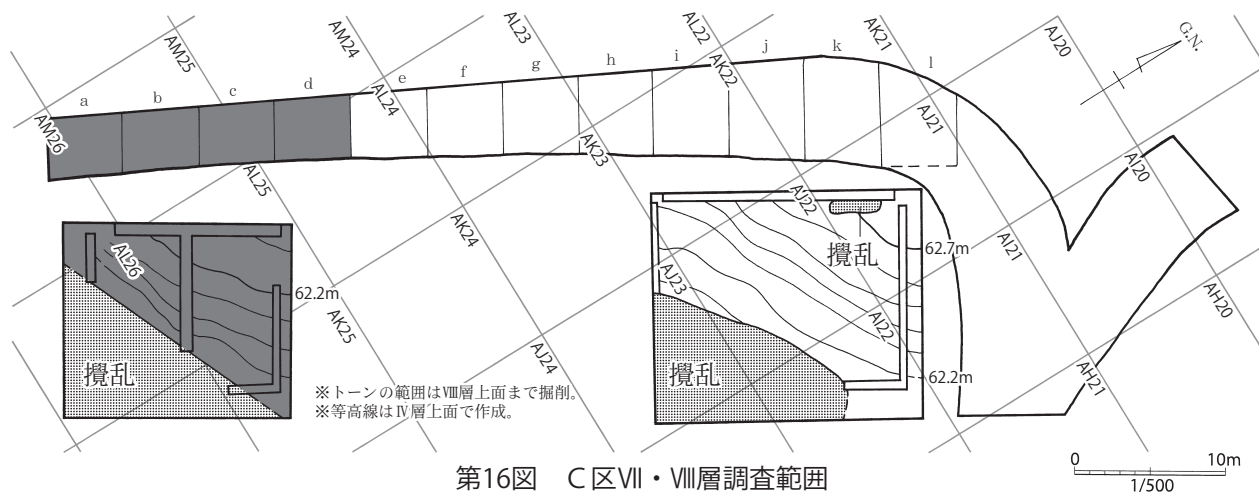 AM25
AM24
AL23
AL22
AK21
AJ20
G.N.
a
b
c
d
e
f
g
h
i
j
k
l
AM26
AL24
AK22
AJ21
AI20
AL25
AK23
AJ22
AI21
AH20
AK24
AL26
攪乱
62.2m
AK25
AJ24
AJ23
攪乱
62.7m
AI22
攪乱
62.2m
AH21
※トーンの範囲はⅧ層上面まで掘削。
※等高線はⅣ層上面で作成。
第16図　C区Ⅶ・Ⅷ層調査範囲
0
10m
1/500